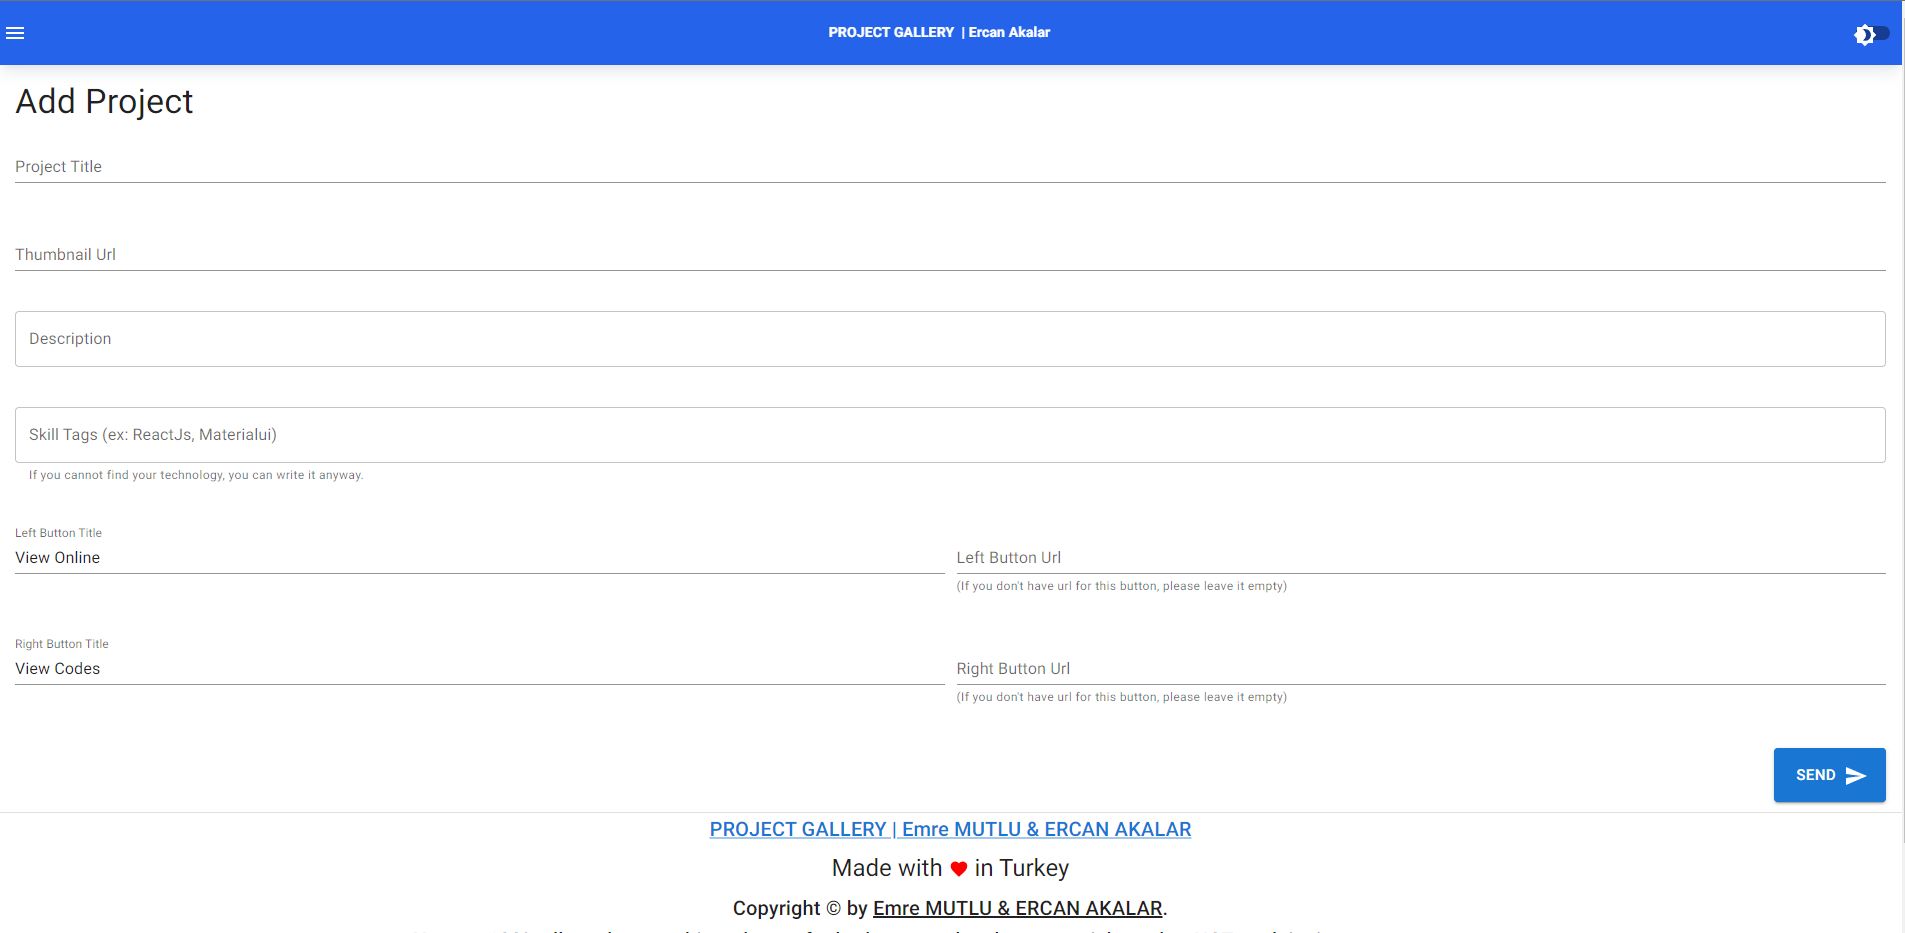 PROJECT GALLERY | Ercan Akalar
Add Project
Project Title
Thumbnail Url
Description
Skill Tags (ex: ReactJs, Materialui)
If you cannot find your technology, you can write it anyway.
Left Button Title
View Online
Left Button Url
(If you don't have url for this button, please leave it empty)
Right Button Title
View Codes
Right Button Url
(If you don't have url for this button, please leave it empty)
SEND
PROJECT GALLERY | Emre MUTLU & ERCAN AKALAR
Made with ❤ in Turkey
Copyright © by Emre MUTLU & ERCAN AKALAR.